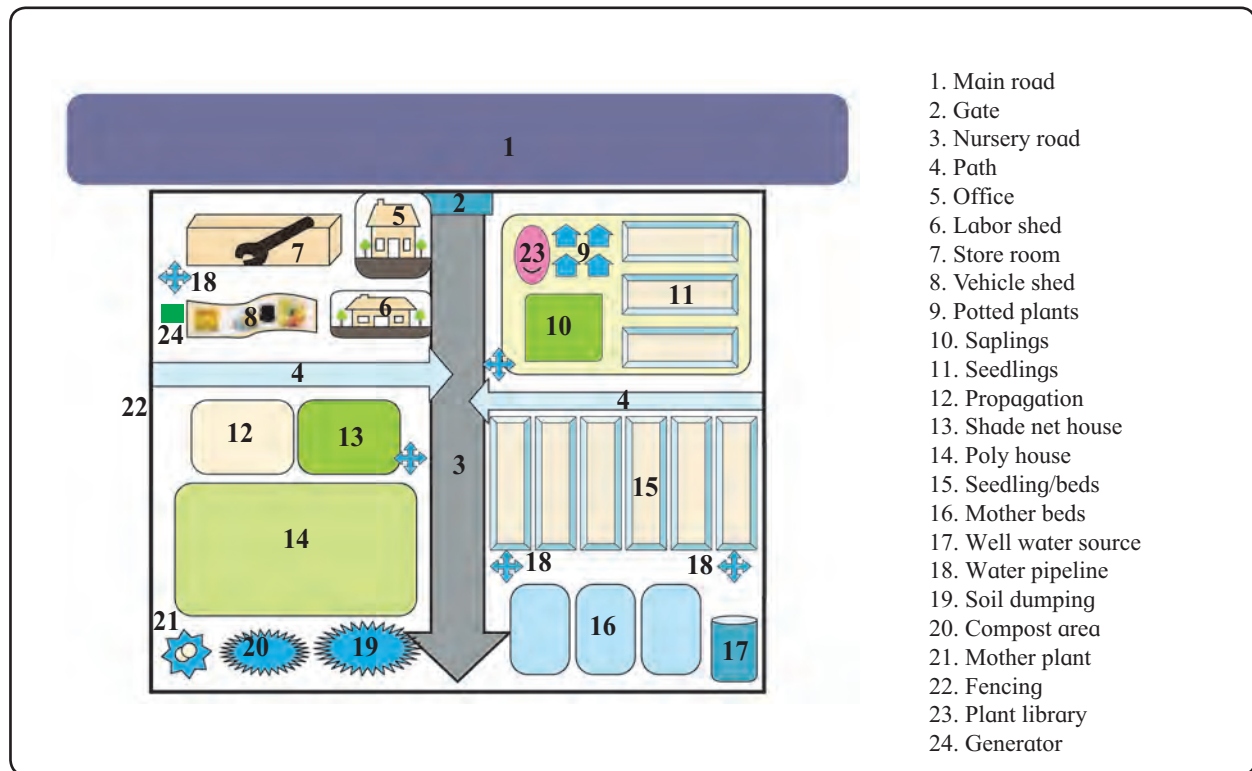 1
2
5
7
23
9
18
11
8
6
10
24
4
4
22
12
13
3
15
14
18
18
21
16
20
19
17
1. Main road
2. Gate
3. Nursery road
4. Path
5. Office
6. Labor shed
7. Store room
8. Vehicle shed
9. Potted plants
10. Saplings
11. Seedlings
12. Propagation
13. Shade net house
14. Poly house
15. Seedling/beds
16. Mother beds
17. Well water source
18. Water pipeline
19. Soil dumping
20. Compost area
21. Mother plant
22. Fencing
23. Plant library
24. Generator